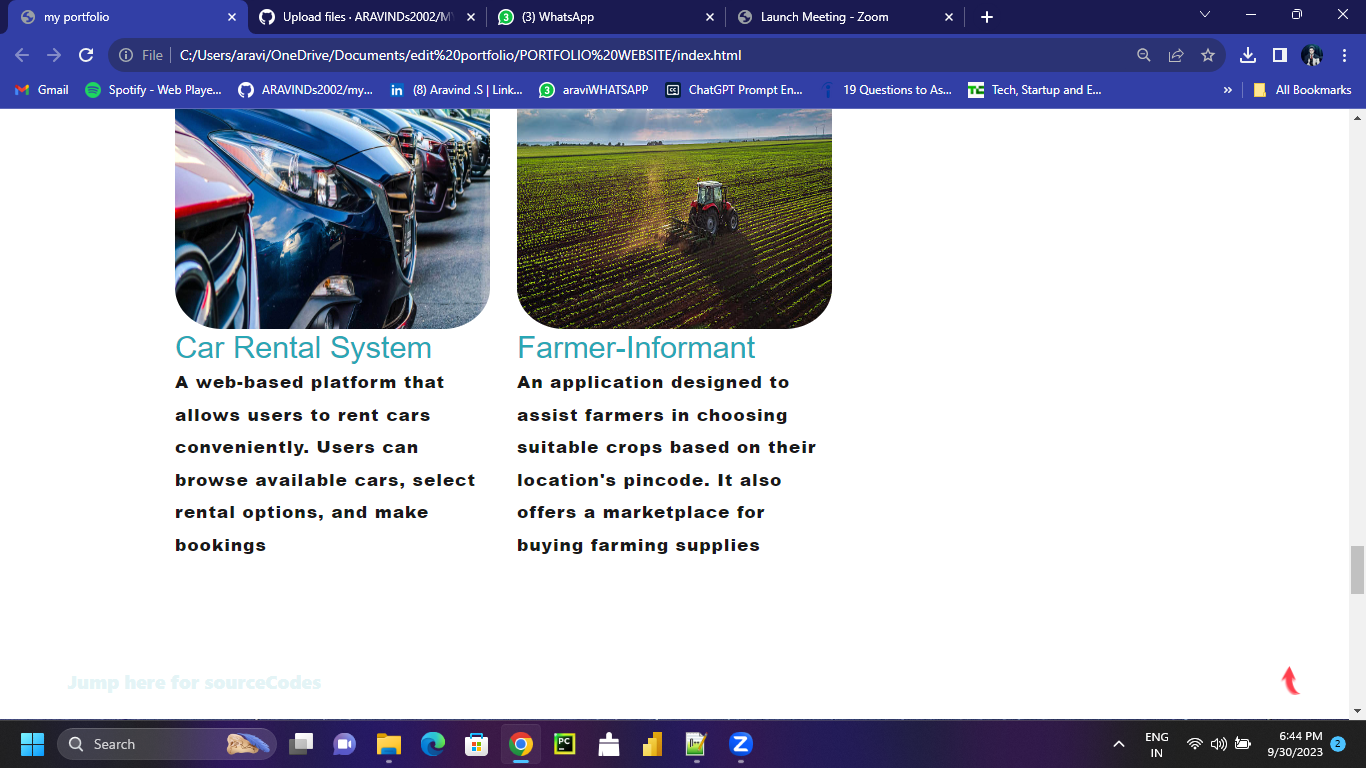 my portfolio
Upload files · ARAVINDs2002/MY
(3) WhatsApp
Launch Meeting - Zoom
File
C:/Users/aravi/OneDrive/Documents/edit%20portfolio/PORTFOLIO%20WEBSITE/index.html
Gmail
Spotify - Web Playe...
ARAVINDs2002/my...
(8) Aravind .S | Link...
araviWHATSAPP
ChatGPT Prompt En...
19 Questions to As...
Tech, Startup and E...
»
All Bookmarks
Car Rental System
A web-based platform that
allows users to rent cars
conveniently. Users can
browse available cars, select
rental options, and make
bookings
Farmer-Informant
An application designed to
assist farmers in choosing
suitable crops based on their
location's pincode. It also
offers a marketplace for
buying farming supplies
Jump here for sourceCodes
Search
ENG
IN
6:44 PM
9/30/2023
2